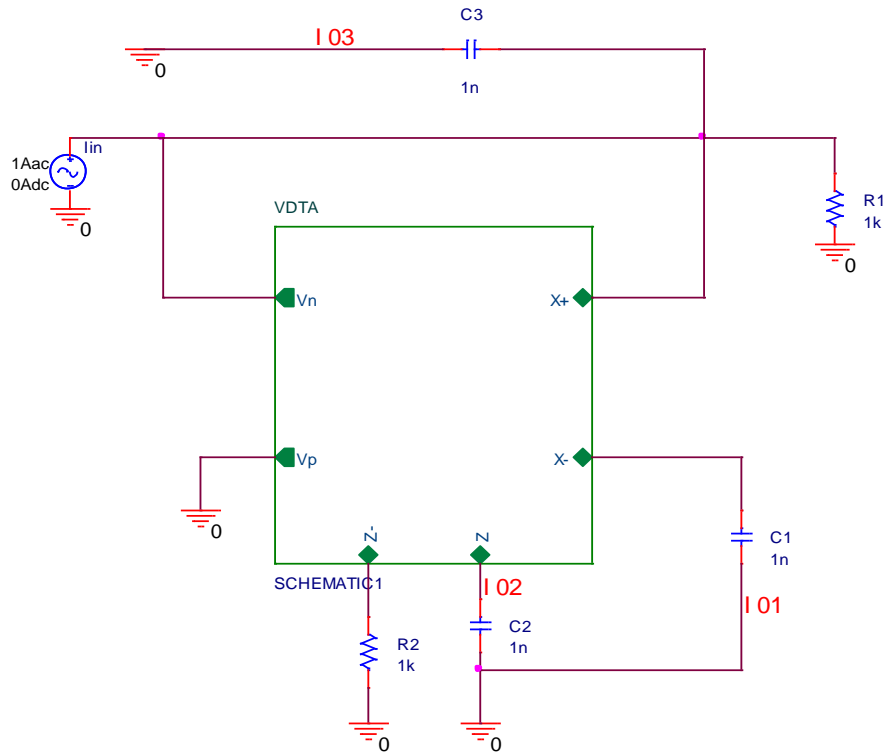 C3
I 03
0
1n
Iin
1Aac
0Adc
0
R1
1k
0
VDTA
Vn
X+
Vp
X-
0
Z-
Z
C1
1n
SCHEMATIC1
I 02
I 01
C2
1n
R2
1k
0
0